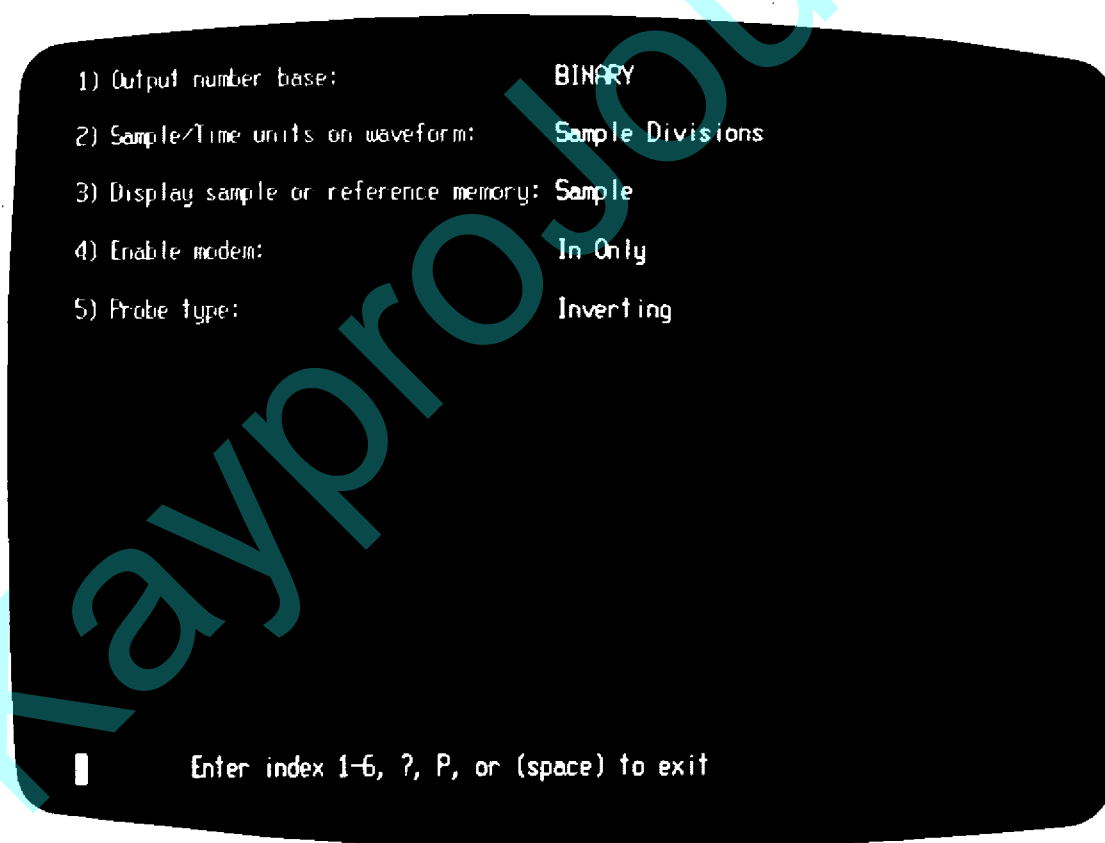 1) Output number base: BINARY
2) Sample/Time units on waveform: Sample Divisions
3) Display sample or reference memory: Sample
4) Enable modem: In Only
5) Probe type: Inverting
Enter index 1-6, ?, P, or (space) to exit
KayproJou